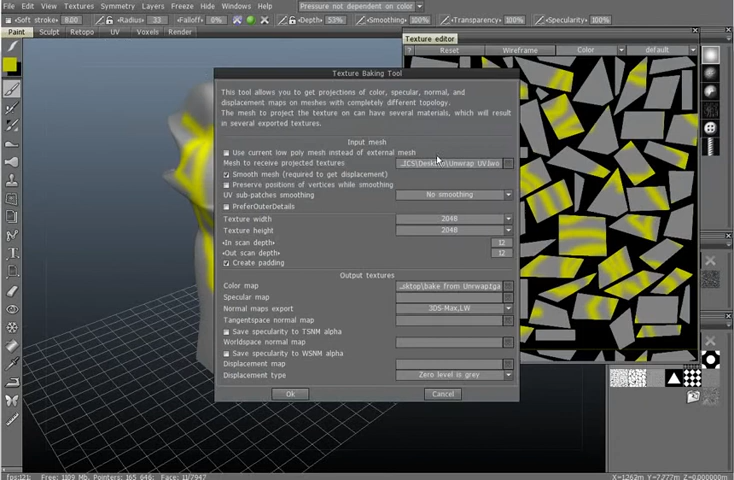 File Edit View Textures Symmetry Layers Freeze Hide Windows Pressure not dependent on color
Soft stroke Radius: 33 Falloff: 0% Depth: 53% Smoothing: 100% Transparency: 100% Specularity: 100%
Paint Sculpt Retopo UV Voxels Render
Texture editor
? Reset Wireframe Color default
Texture Baking Tool
This tool allows you to get projections of color, specular, normal, and
displacement maps on meshes with completely different topology.
The mesh to project the texture on can have several materials, which will result
in several exported textures.
Input mesh
Use current low poly mesh instead of external mesh
Mesh to receive projected textures
Smooth mesh (required to get displacement)
Preserve positions of vertices while smoothing
UV sub-patches smoothing No smoothing
PreferOuterDetails
Texture width 2048
Texture height 2048
In scan depth 12
Out scan depth 12
Create padding
Output textures
Color map
Specular map
Normal maps export 3DS-Max,LW
Tangentspace normal map
Save specularity to TSNM alpha
Worldspace normal map
Save specularity to WSNM alpha
Displacement map
Displacement type Zero level is grey
Ok Cancel